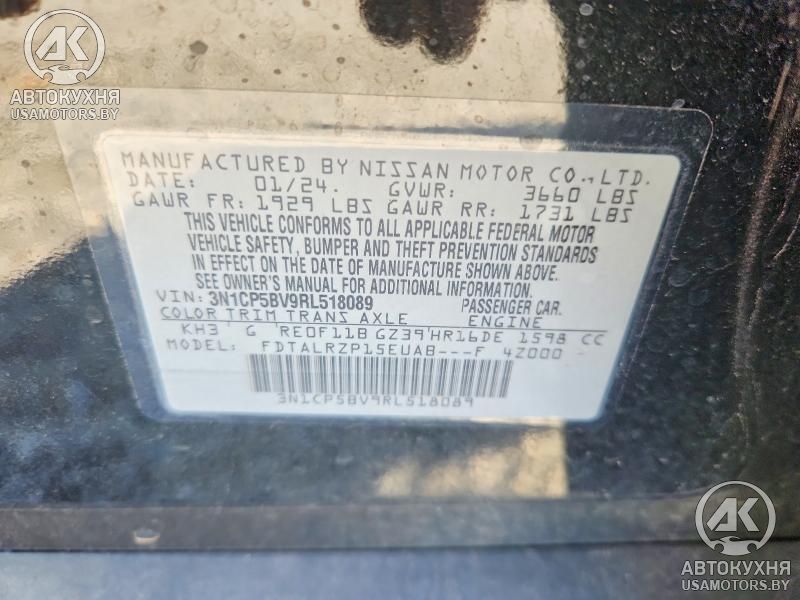 AK
АВТОКУХНЯ
USAMOTORS.BY
MANUFACTURED BY NISSAN MOTOR CO.,LTD.
DATE: 01/24. GVWR: 3660 LBS
GAWR FR: 1929 LBS GAWR RR: 1731 LBS
THIS VEHICLE CONFORMS TO ALL APPLICABLE FEDERAL MOTOR
VEHICLE SAFETY, BUMPER AND THEFT PREVENTION STANDARDS
IN EFFECT ON THE DATE OF MANUFACTURE SHOWN ABOVE.
SEE OWNER'S MANUAL FOR ADDITIONAL INFORMATION.
VIN: 3N1CP5BV9RL518089 PASSENGER CAR.
COLOR TRIM TRANS AXLE ENGINE
KH3 G RE0F11B GZ39 HR16DE 1598 CC
MODEL: FDTALRZP15EUA8---F 4Z000 -
3N1CP5BV9RL518089
AK
АВТОКУХНЯ
USAMOTORS.BY